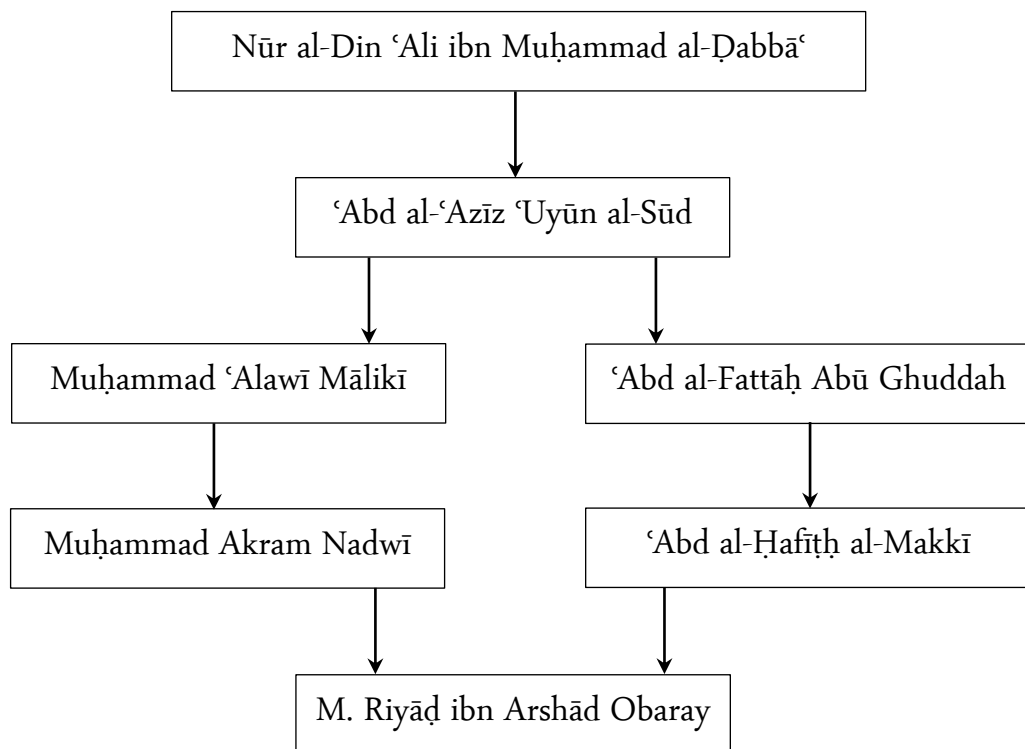 Nūr al-Din ʿAli ibn Muḥammad al-Ḍabbāʿ
ʿAbd al-ʿAzīz ʿUyūn al-Sūd
Muḥammad ʿAlawī Mālikī
ʿAbd al-Fattāḥ Abū Ghuddah
Muḥammad Akram Nadwī
ʿAbd al-Ḥafīṭḥ al-Makkī
M. Riyāḍ ibn Arshād Obaray